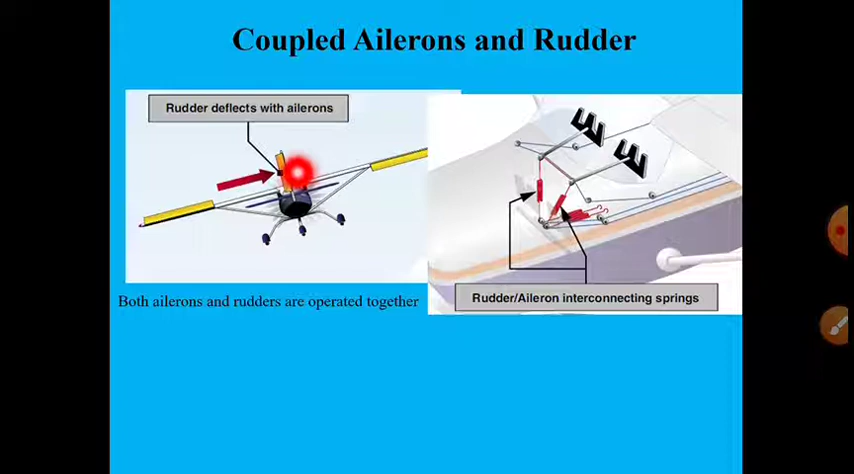 Coupled Ailerons and Rudder
Rudder deflects with ailerons
Rudder/Aileron interconnecting springs
Both ailerons and rudders are operated together